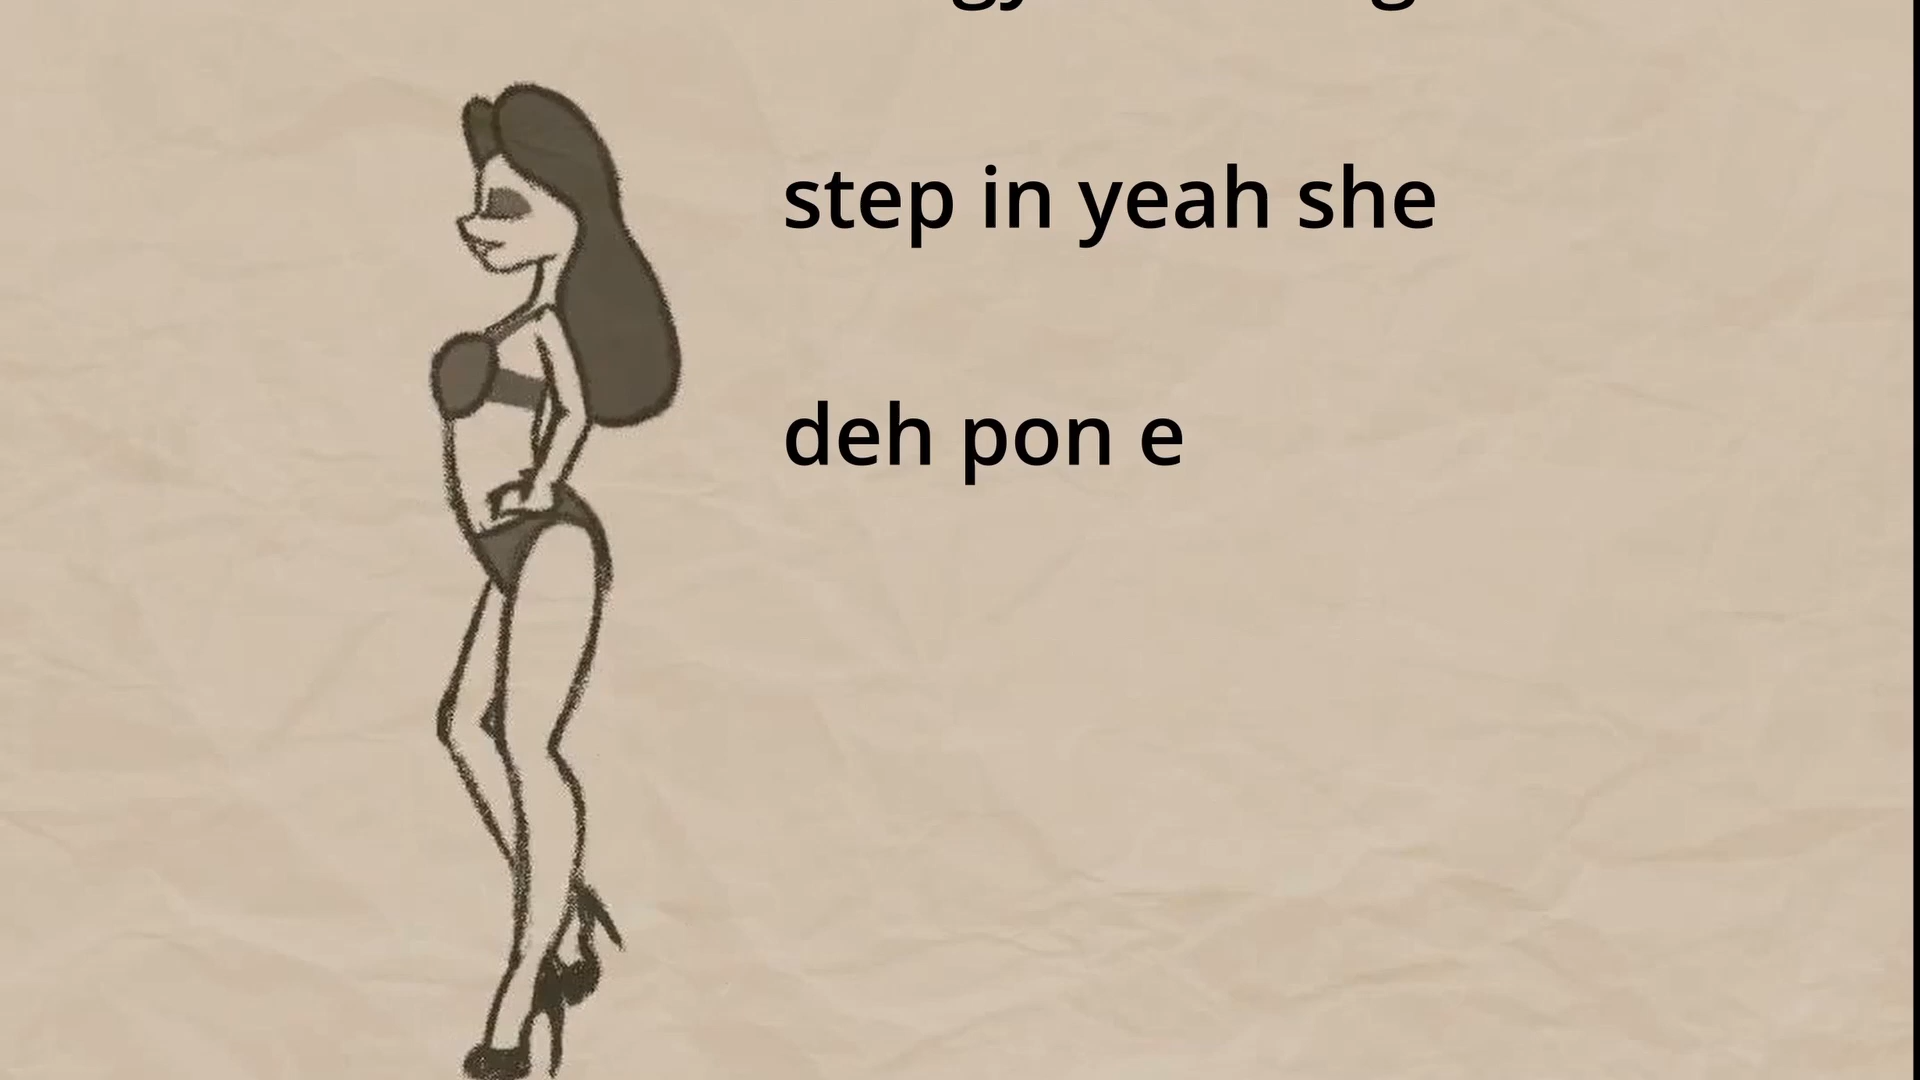 step in yeah she
deh pon e